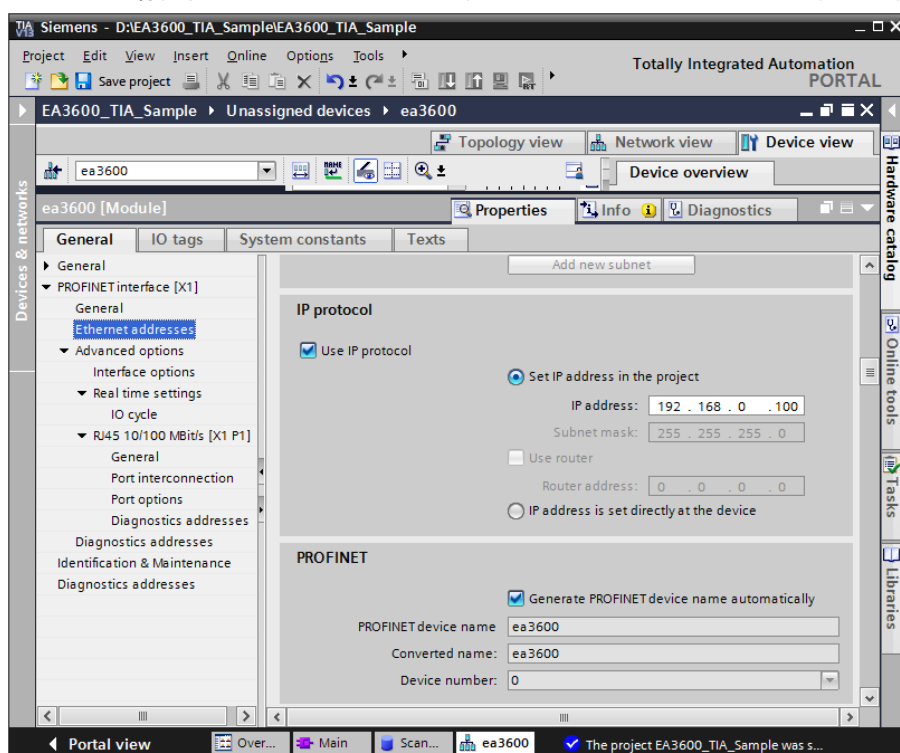 TIA V13 Siemens - D:\EA3600_TIA_Sample\EA3600_TIA_Sample
Project Edit View Insert Online Options Tools
Totally Integrated Automation
PORTAL
Save project
EA3600_TIA_Sample Unassigned devices ea3600
Topology view Network view Device view
ea3600
Device overview
ea3600 [Module]
Properties Info Diagnostics
General IO tags System constants Texts
General
PROFINET interface [X1]
General
Ethernet addresses
Advanced options
Interface options
Real time settings
IO cycle
RJ45 10/100 MBit/s [X1 P1]
General
Port interconnection
Port options
Diagnostics addresses
Diagnostics addresses
Identification & Maintenance
Diagnostics addresses
Add new subnet
IP protocol
Use IP protocol
Set IP address in the project
IP address: 192 . 168 . 0 . 100
Subnet mask: 255 . 255 . 255 . 0
Use router
Router address: 0 . 0 . 0 . 0
IP address is set directly at the device
PROFINET
Generate PROFINET device name automatically
PROFINET device name ea3600
Converted name: ea3600
Device number: 0
Devices & networks
Hardware catalog
Online tools
Tasks
Libraries
Portal view Over... Main Scan... ea3600 The project EA3600_TIA_Sample was s...